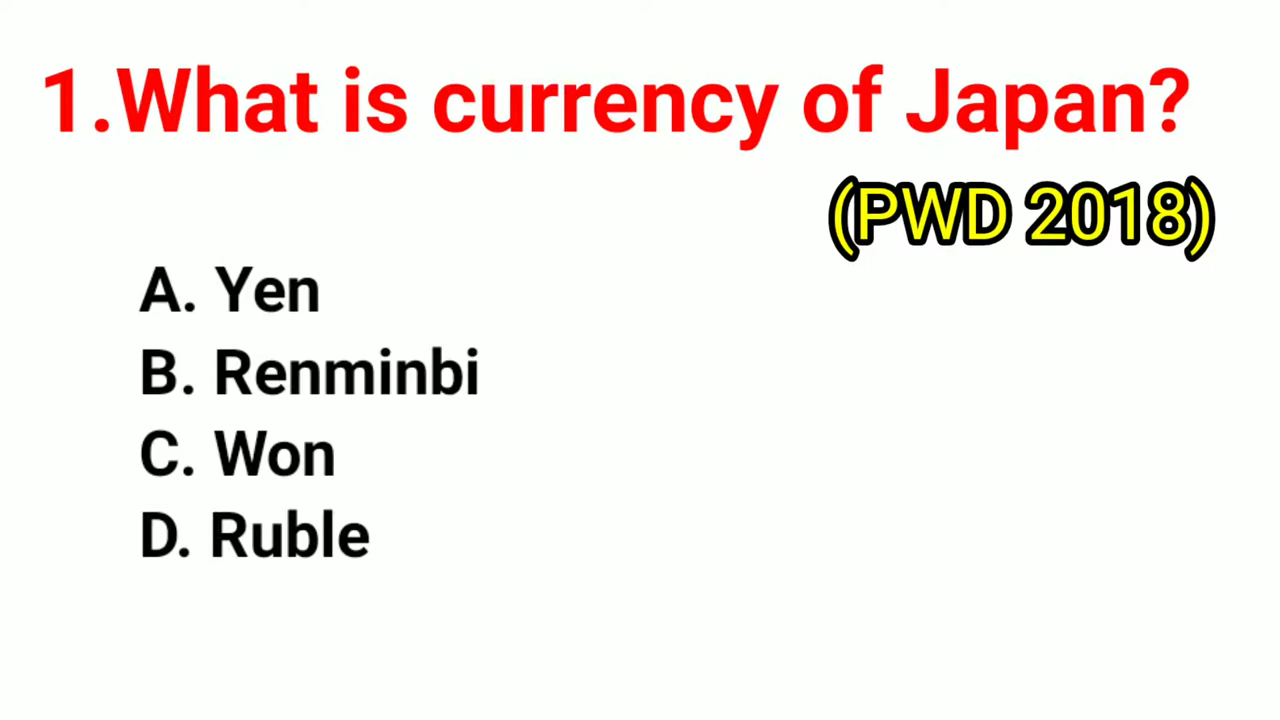 1.What is currency of Japan?
(PWD 2018)
A. Yen
B. Renminbi
C. Won
D. Ruble